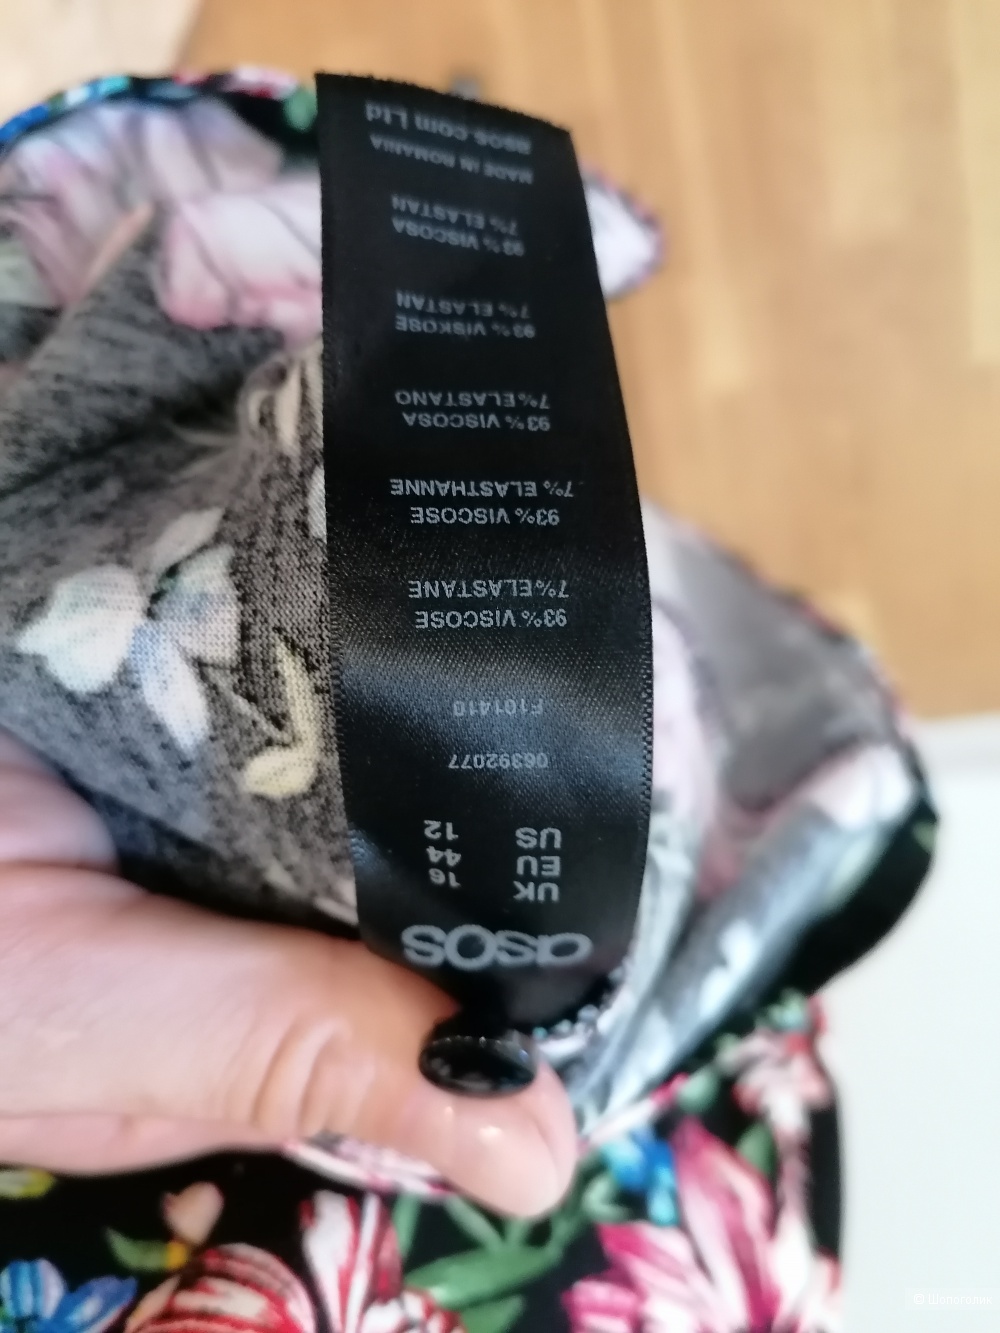 asos
UK 16
EU 44
US 12
06392077
F101410
93% VISCOSE
7% ELASTANE
93% VISCOSE
7% ELASTHANNE
93% VISCOSA
7% ELASTANO
93% VISKOSE
7% ELASTAN
93% VISCOSA
7% ELASTAN
MADE IN ROMANIA
asos.com Ltd
Шопоголик